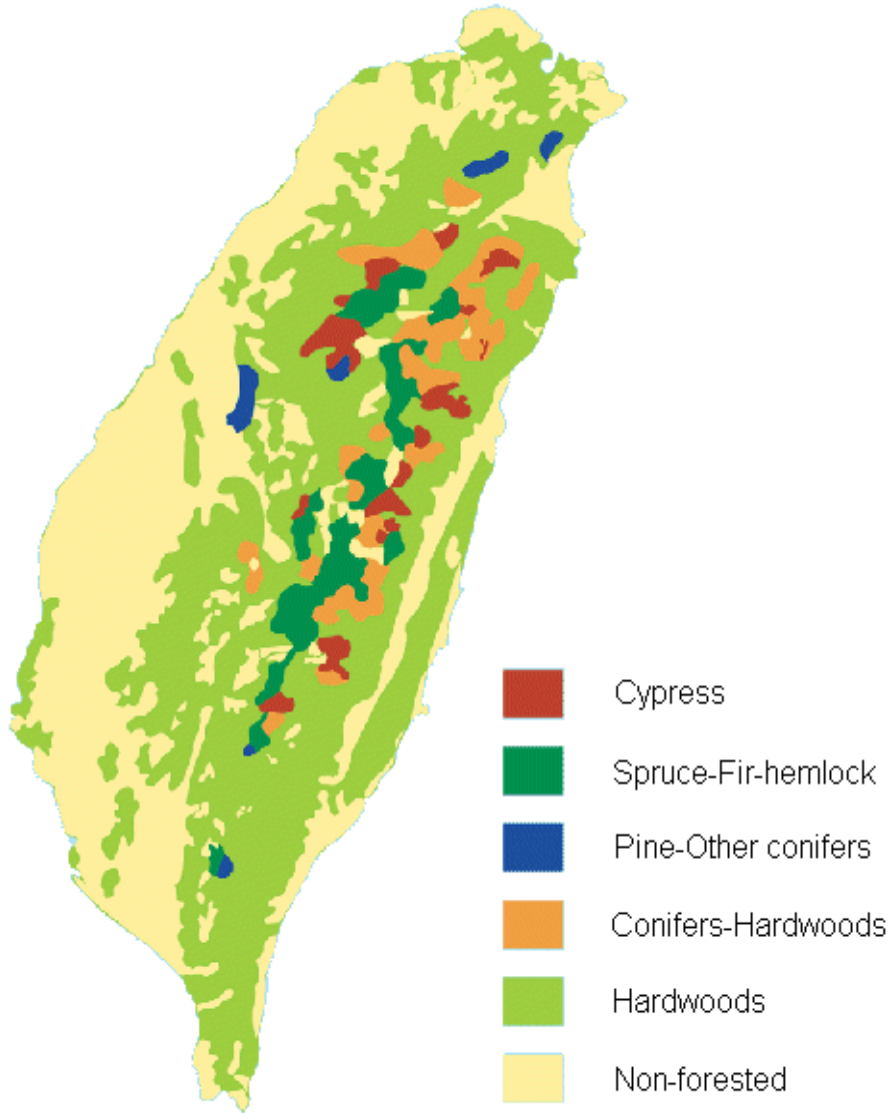 Cypress
Spruce-Fir-hemlock
Pine-Other conifers
Conifers-Hardwoods
Hardwoods
Non-forested